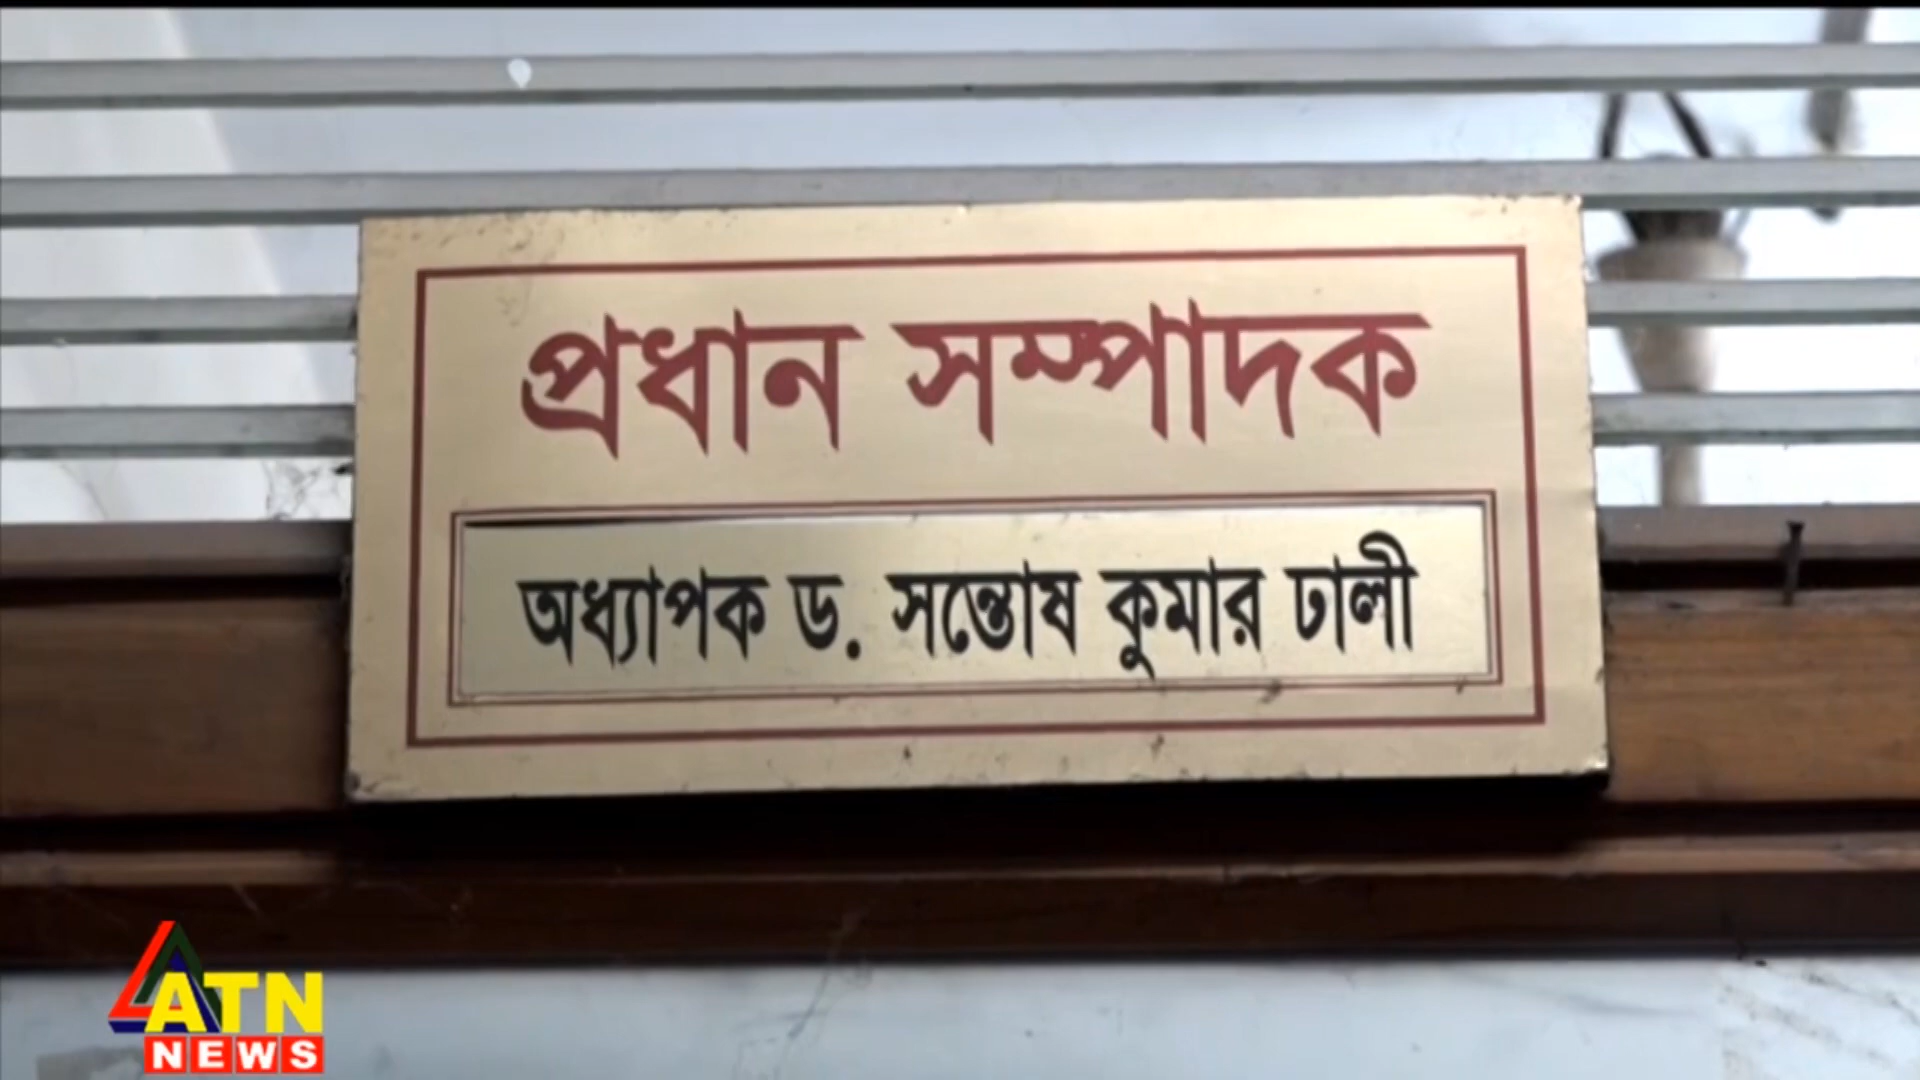 প্রধান সম্পাদক
অধ্যাপক ড. সন্তোষ কুমার ঢালী
ATN
NEWS